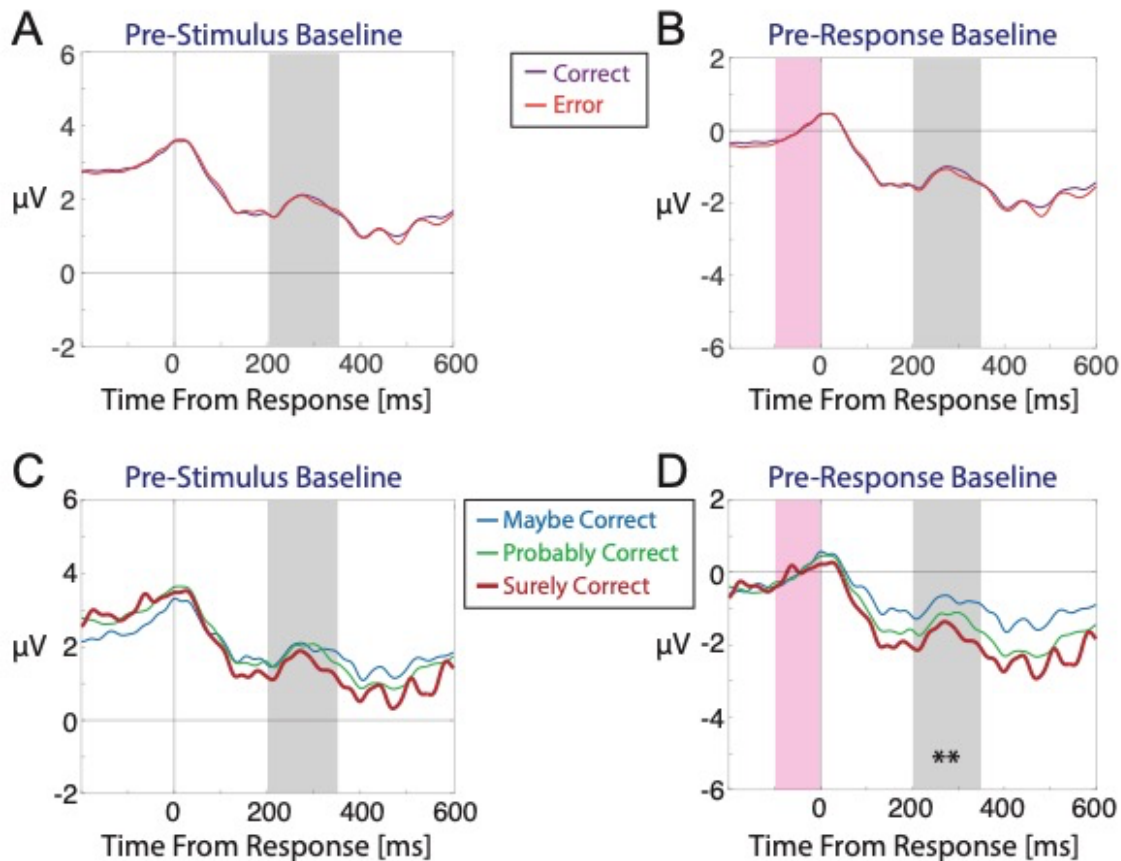 A
Pre-Stimulus Baseline
6
4
2
0
-2
µV
0 200 400 600
Time From Response [ms]
Correct
Error
B
Pre-Response Baseline
2
0
-2
-4
-6
µV
0 200 400 600
Time From Response [ms]
C
Pre-Stimulus Baseline
6
4
2
0
-2
µV
0 200 400 600
Time From Response [ms]
Maybe Correct
Probably Correct
Surely Correct
D
Pre-Response Baseline
2
0
-2
-4
-6
µV
**
0 200 400 600
Time From Response [ms]